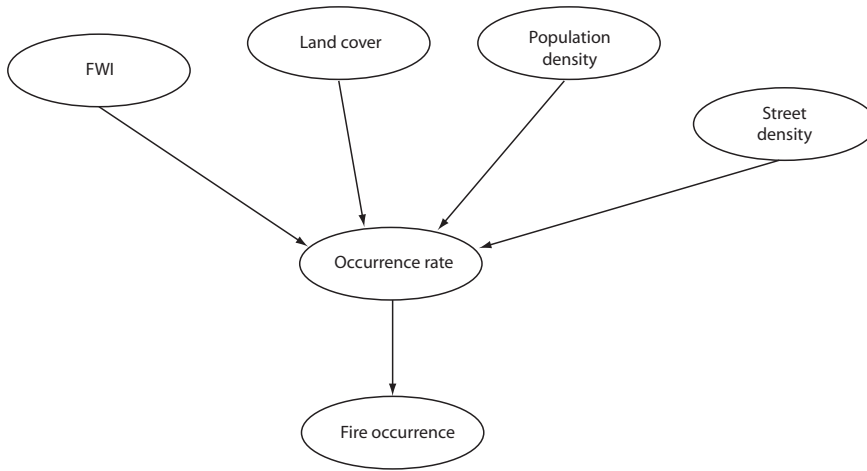 FWI
Land cover
Population
density
Street
density
Occurrence rate
Fire occurrence